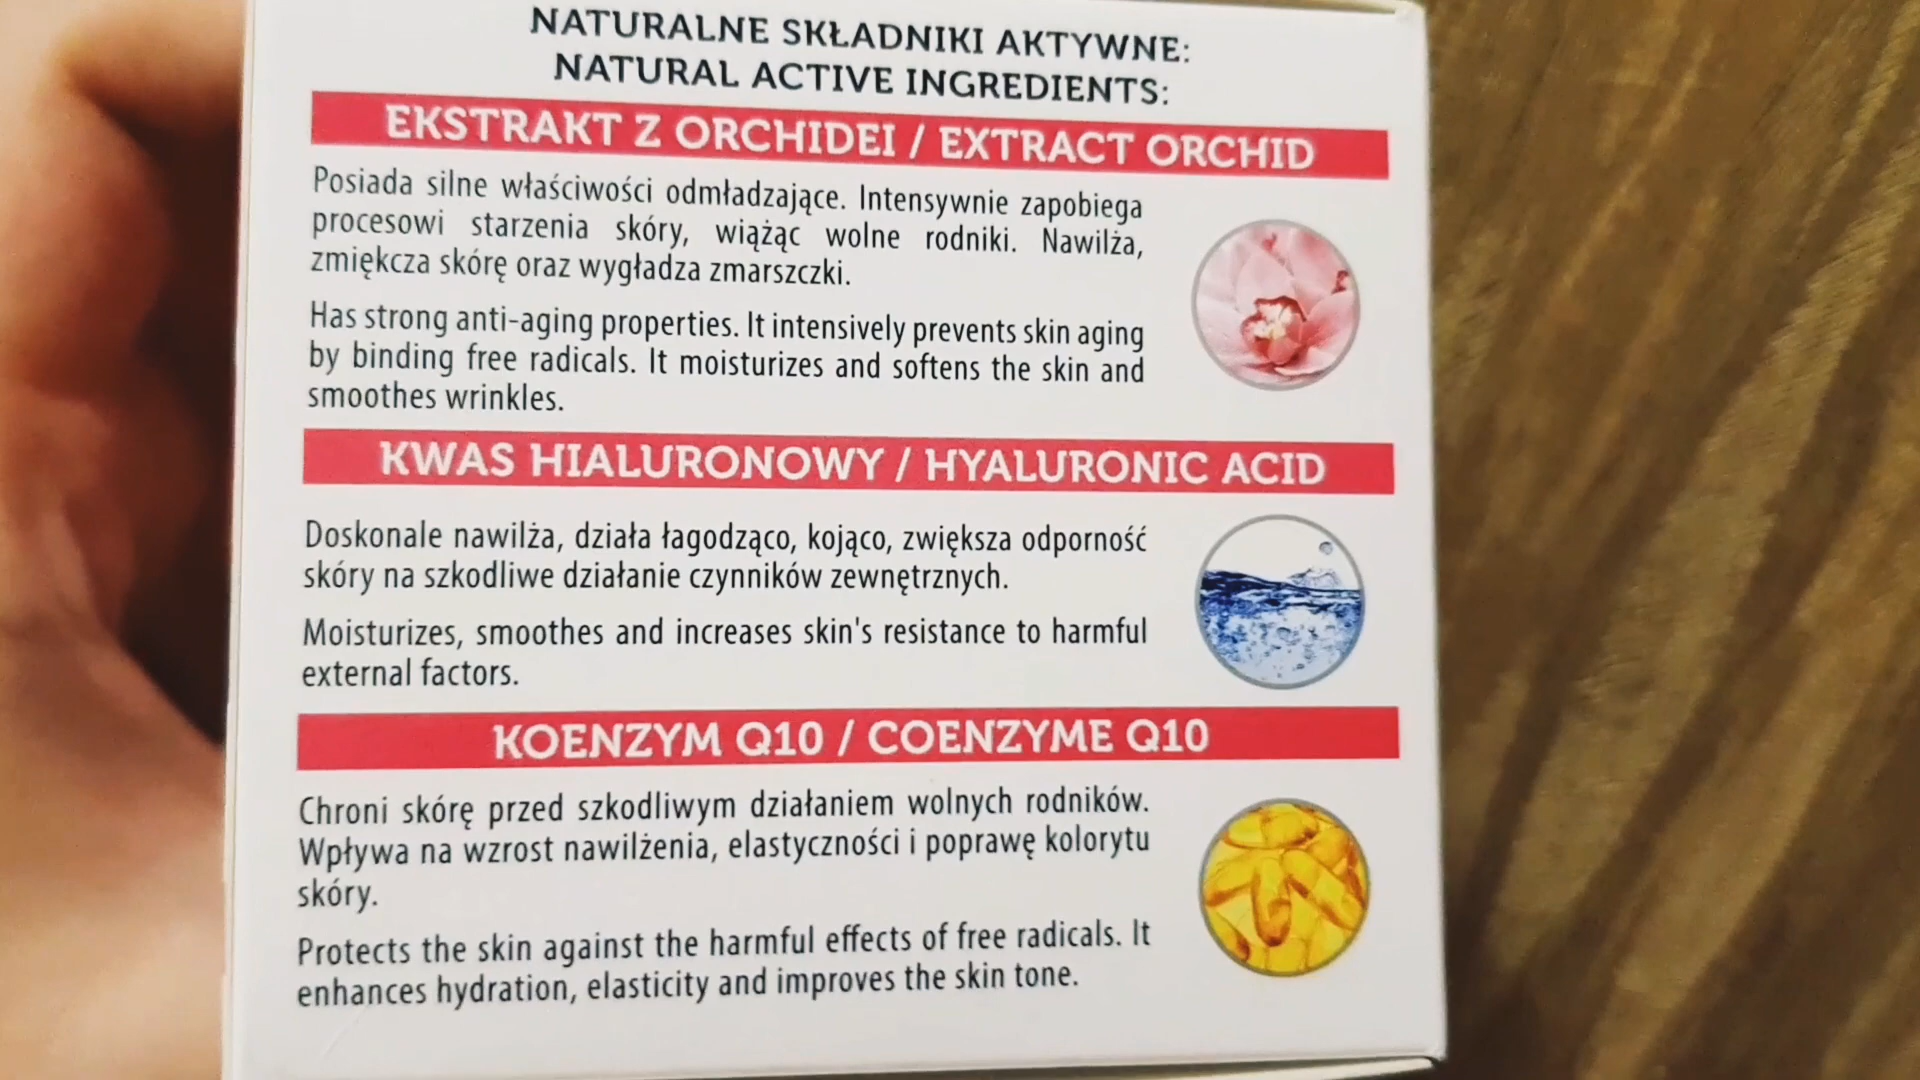 NATURALNE SKŁADNIKI AKTYWNE:
NATURAL ACTIVE INGREDIENTS:
EKSTRAKT Z ORCHIDEI / EXTRACT ORCHID
Posiada silne właściwości odmładzające. Intensywnie zapobiega
procesowi starzenia skóry, wiążąc wolne rodniki. Nawilża,
zmiękcza skórę oraz wygładza zmarszczki.
Has strong anti-aging properties. It intensively prevents skin aging
by binding free radicals. It moisturizes and softens the skin and
smoothes wrinkles.
KWAS HIALURONOWY / HYALURONIC ACID
Doskonale nawilża, działa łagodząco, kojąco, zwiększa odporność
skóry na szkodliwe działanie czynników zewnętrznych.
Moisturizes, smoothes and increases skin's resistance to harmful
external factors.
KOENZYM Q10 / COENZYME Q10
Chroni skórę przed szkodliwym działaniem wolnych rodników.
Wpływa na wzrost nawilżenia, elastyczności i poprawę kolorytu
skóry.
Protects the skin against the harmful effects of free radicals. It
enhances hydration, elasticity and improves the skin tone.